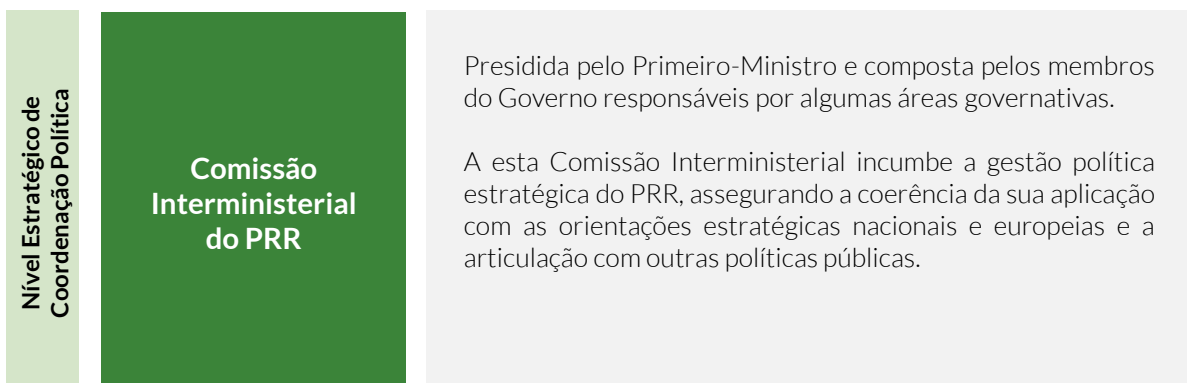 Nível Estratégico de
Coordenação Política
Comissão
Interministerial
do PRR
Presidida pelo Primeiro-Ministro e composta pelos membros
do Governo responsáveis por algumas áreas governativas.
A esta Comissão Interministerial incumbe a gestão política
estratégica do PRR, assegurando a coerência da sua aplicação
com as orientações estratégicas nacionais e europeias e a
articulação com outras políticas públicas.